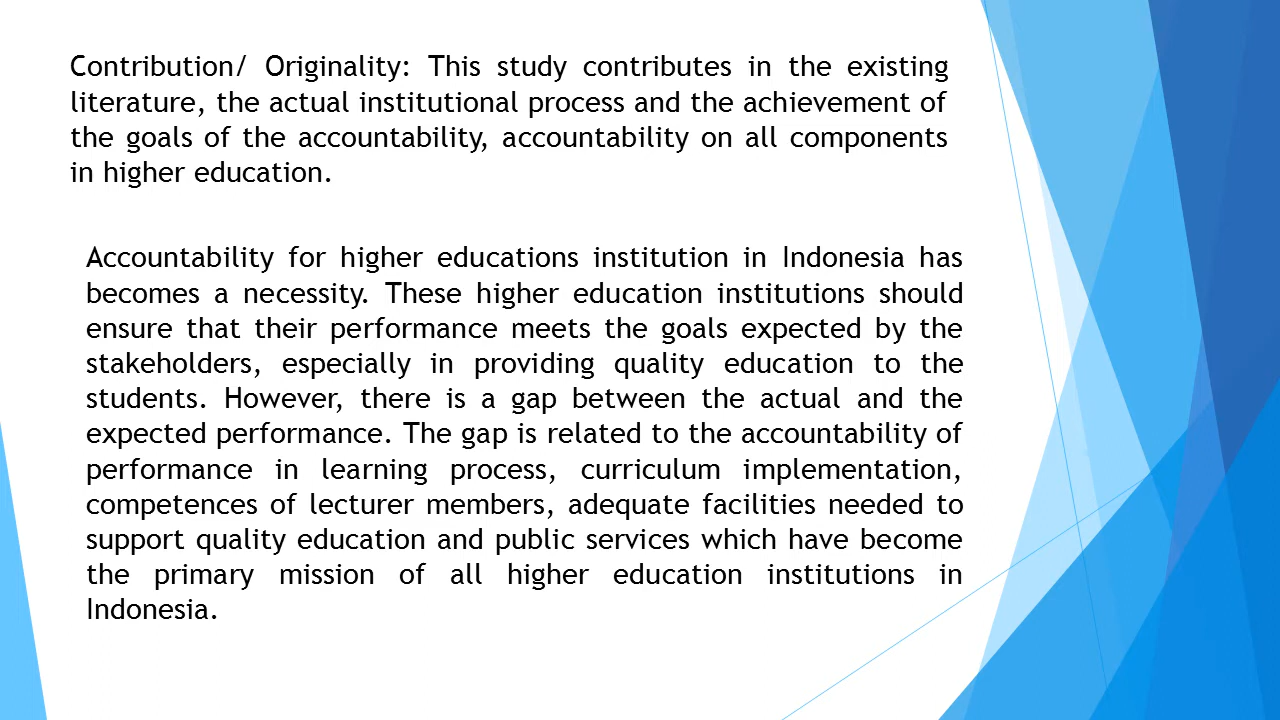 Contribution/ Originality: This study contributes in the existing
literature, the actual institutional process and the achievement of
the goals of the accountability, accountability on all components
in higher education.
Accountability for higher educations institution in Indonesia has
becomes a necessity. These higher education institutions should
ensure that their performance meets the goals expected by the
stakeholders, especially in providing quality education to the
students. However, there is a gap between the actual and the
expected performance. The gap is related to the accountability of
performance in learning process, curriculum implementation,
competences of lecturer members, adequate facilities needed to
support quality education and public services which have become
the primary mission of all higher education institutions in
Indonesia.